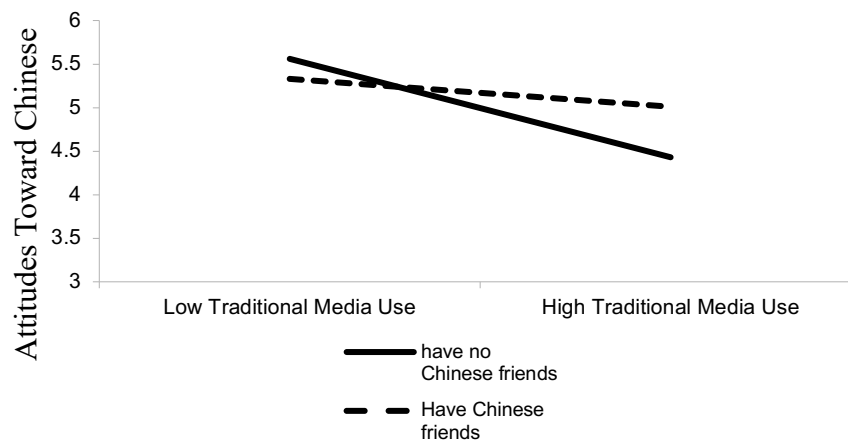 6
5.5
5
4.5
4
3.5
3
Attitudes Toward Chinese
Low Traditional Media Use
High Traditional Media Use
have no
Chinese friends
Have Chinese
friends